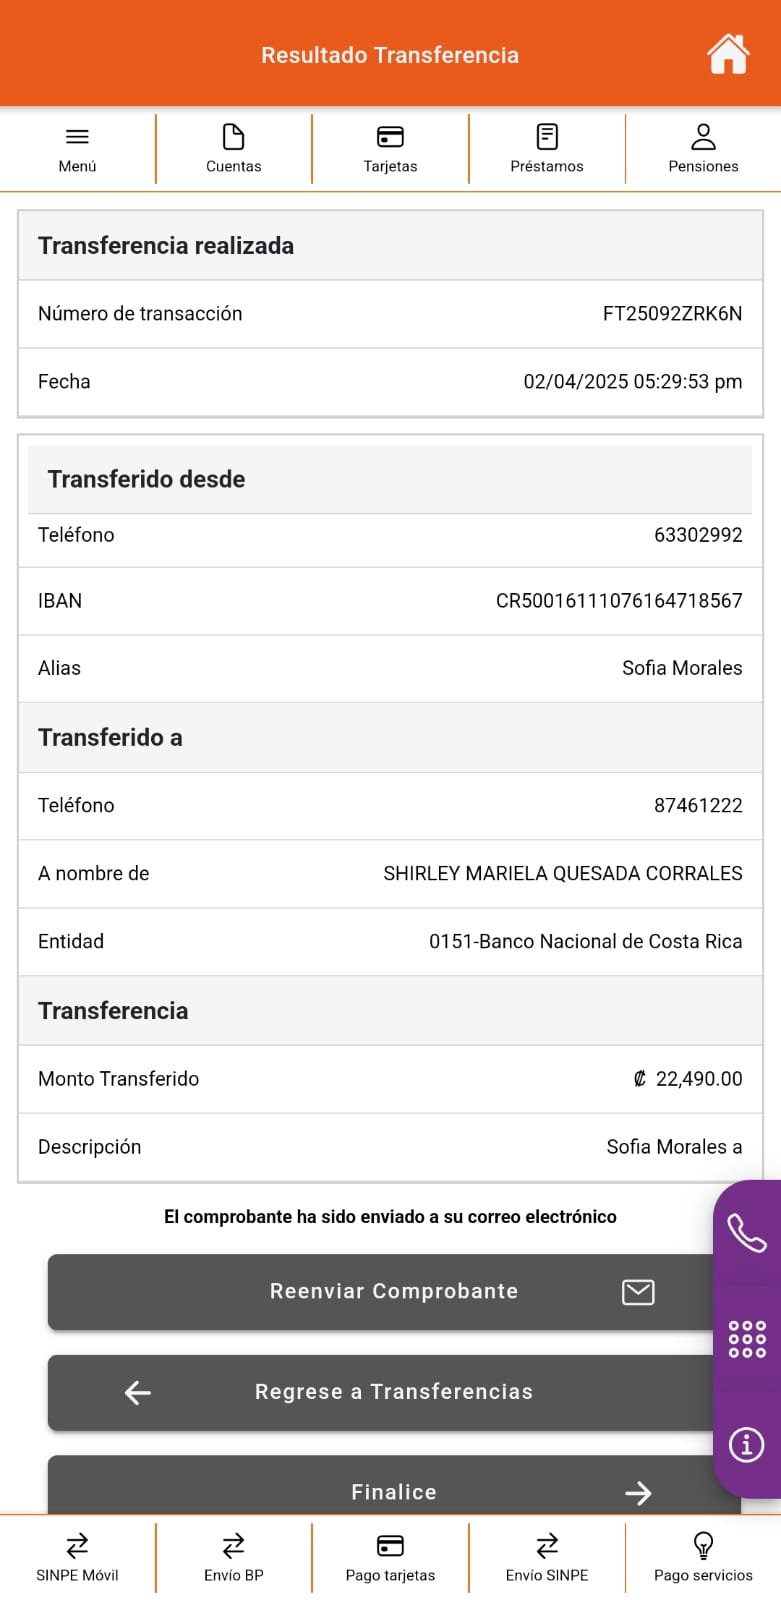 Resultado Transferencia
Menú
Cuentas
Tarjetas
Préstamos
Pensiones
Transferencia realizada
Número de transacción FT25092ZRK6N
Fecha 02/04/2025 05:29:53 pm
Transferido desde
Teléfono 63302992
IBAN CR50016111076164718567
Alias Sofia Morales
Transferido a
Teléfono 87461222
A nombre de SHIRLEY MARIELA QUESADA CORRALES
Entidad 0151-Banco Nacional de Costa Rica
Transferencia
Monto Transferido ₡ 22,490.00
Descripción Sofia Morales a
El comprobante ha sido enviado a su correo electrónico
Reenviar Comprobante
Regrese a Transferencias
Finalice
SINPE Móvil
Envío BP
Pago tarjetas
Envío SINPE
Pago servicios